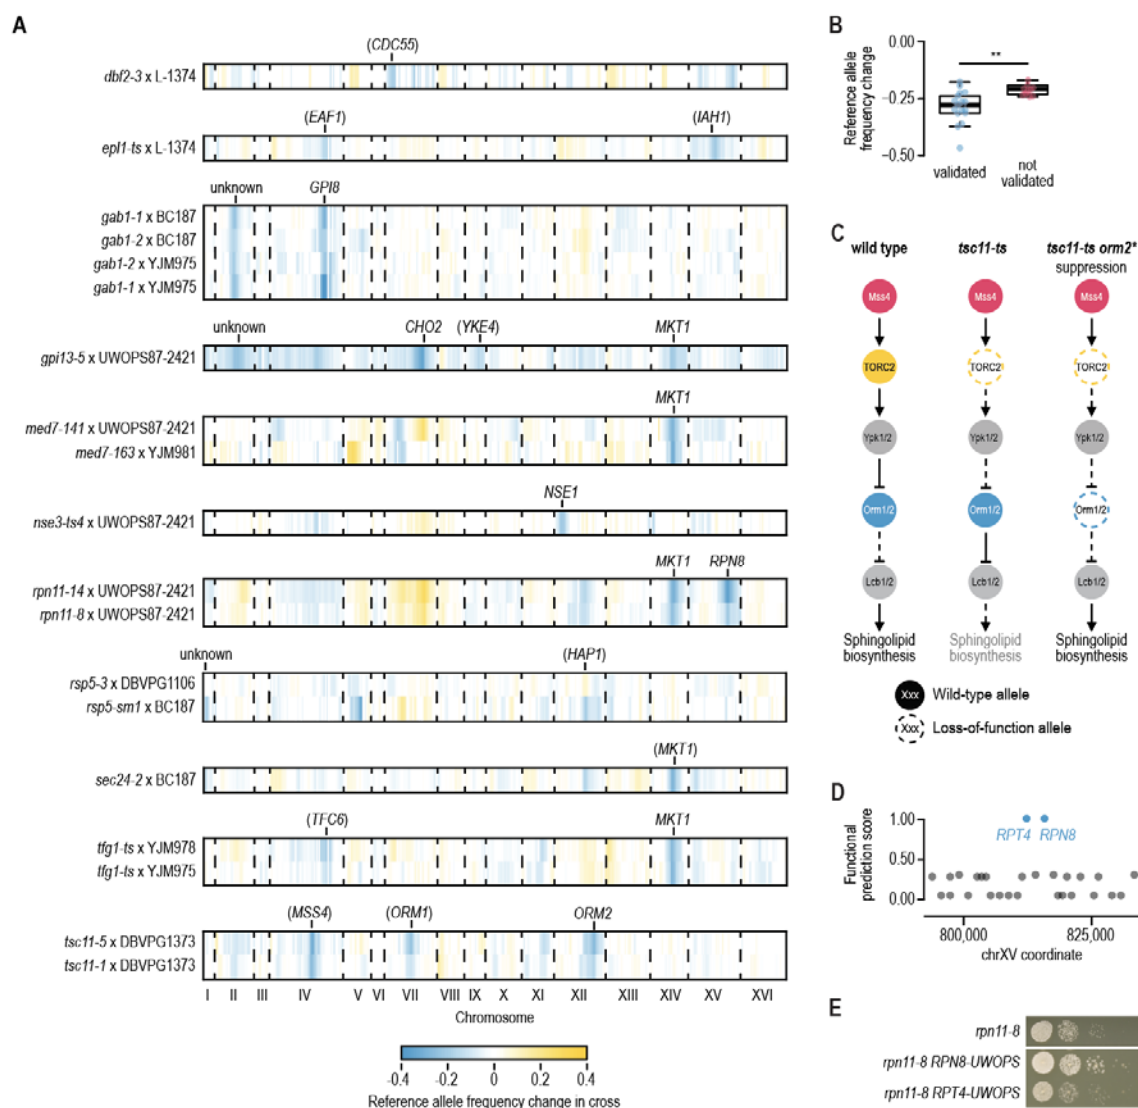 A
(CDC55)
dbf2-3 x L-1374
(EAF1) (IAH1)
epl1-ts x L-1374
unknown GPI8
gab1-1 x BC187
gab1-2 x BC187
gab1-2 x YJM975
gab1-1 x YJM975
unknown CHO2 (YKE4) MKT1
gpi13-5 x UWOPS87-2421
MKT1
med7-141 x UWOPS87-2421
med7-163 x YJM981
NSE1
nse3-ts4 x UWOPS87-2421
MKT1 RPN8
rpn11-14 x UWOPS87-2421
rpn11-8 x UWOPS87-2421
unknown (HAP1)
rsp5-3 x DBVPG1106
rsp5-sm1 x BC187
(MKT1)
sec24-2 x BC187
(TFC6) MKT1
tfg1-ts x YJM978
tfg1-ts x YJM975
(MSS4) (ORM1) ORM2
tsc11-5 x DBVPG1373
tsc11-1 x DBVPG1373
I II III IV V VI VII VIII IX X XI XII XIII XIV XV XVI
Chromosome
-0.4 -0.2 0 0.2 0.4
Reference allele frequency change in cross
B
Reference allele
frequency change
0.00
-0.25
-0.50
**
validated
not
validated
C
wild type tsc11-ts tsc11-ts orm2*
suppression
Mss4 Mss4 Mss4
TORC2 TORC2 TORC2
Ypk1/2 Ypk1/2 Ypk1/2
Orm1/2 Orm1/2 Orm1/2
Lcb1/2 Lcb1/2 Lcb1/2
Sphingolipid Sphingolipid Sphingolipid
biosynthesis biosynthesis biosynthesis
Xxx Wild-type allele
Xxx Loss-of-function allele
D
Functional
prediction score
1.00
0.50
0.00
RPT4 RPN8
800,000 825,000
chrXV coordinate
E
rpn11-8
rpn11-8 RPN8-UWOPS
rpn11-8 RPT4-UWOPS